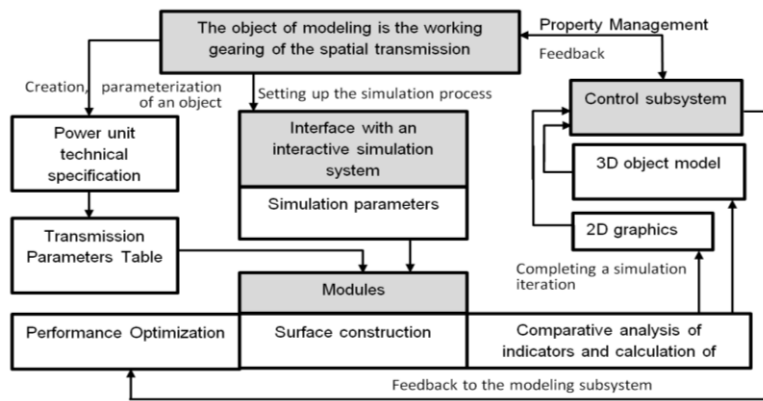 The object of modeling is the working
gearing of the spatial transmission
Property Management
Feedback
Creation, parameterization
of an object
Setting up the simulation process
Power unit
technical
specification
Interface with an
interactive simulation
system
Simulation parameters
Control subsystem
3D object model
2D graphics
Transmission
Parameters Table
Completing a simulation
iteration
Modules
Performance Optimization
Surface construction
Comparative analysis of
indicators and calculation of
Feedback to the modeling subsystem